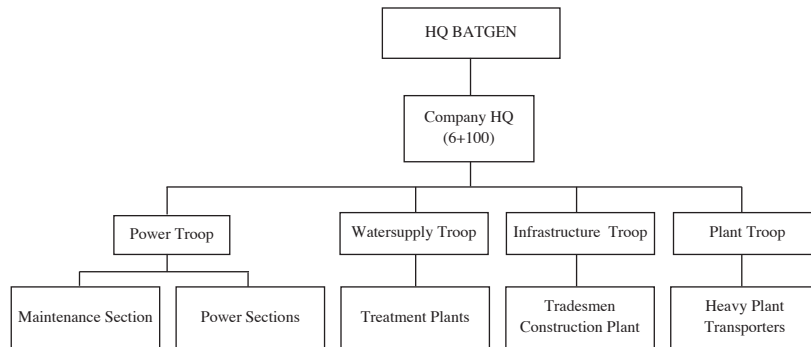 HQ BATGEN
Company HQ
(6+100)
Power Troop
Watersupply Troop
Infrastructure Troop
Plant Troop
Maintenance Section
Power Sections
Treatment Plants
Tradesmen
Construction Plant
Heavy Plant
Transporters